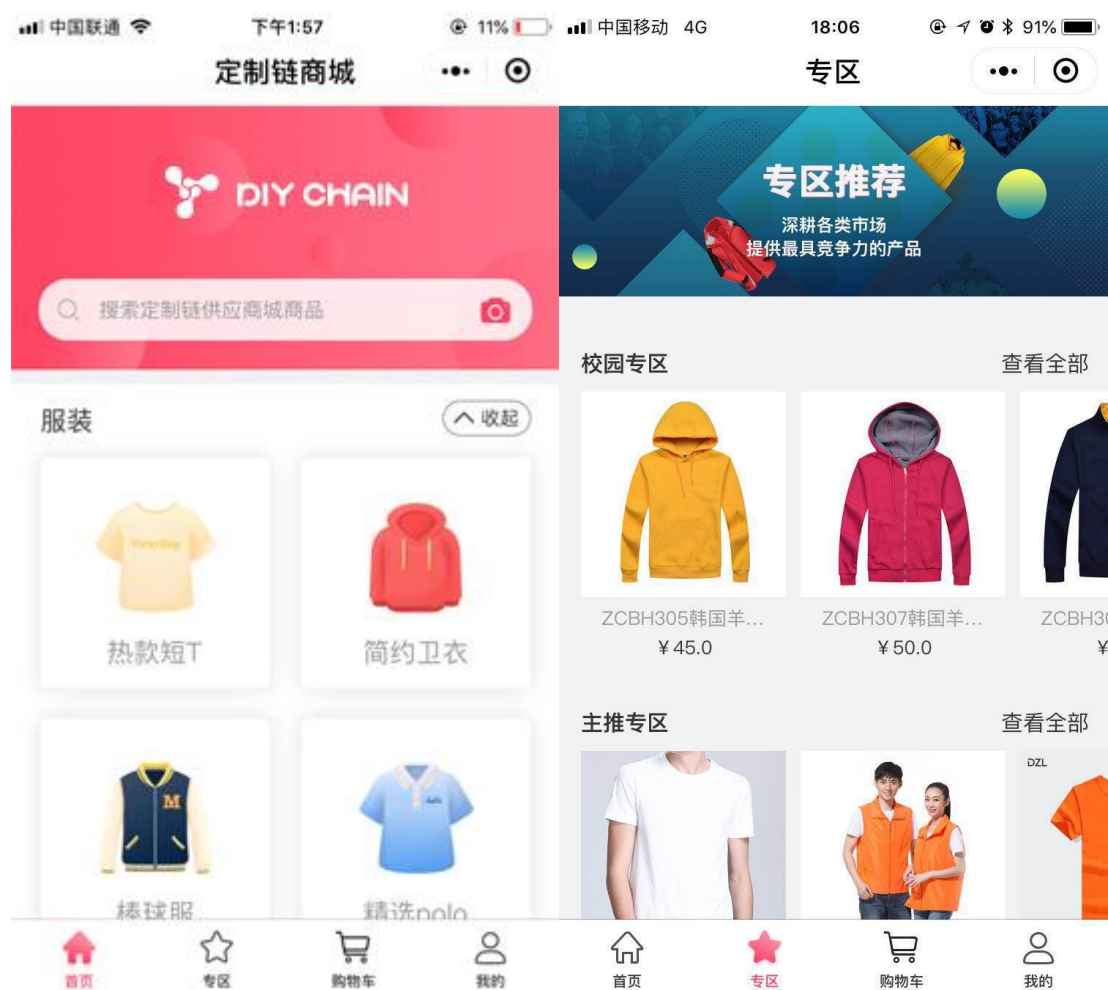 中国联通
下午1:57
11%
定制链商城
DIY CHAIN
搜索定制链供应商城商品
服装
收起
热款短T
简约卫衣
M
棒球服
精选polo
首页
专区
购物车
我的
中国移动 4G
18:06
91%
专区
专区推荐
深耕各类市场
提供最具竞争力的产品
校园专区
查看全部
ZCBH305韩国羊...
ZCBH307韩国羊...
ZCBH30
¥45.0
¥50.0
¥
主推专区
查看全部
DZL
首页
专区
购物车
我的